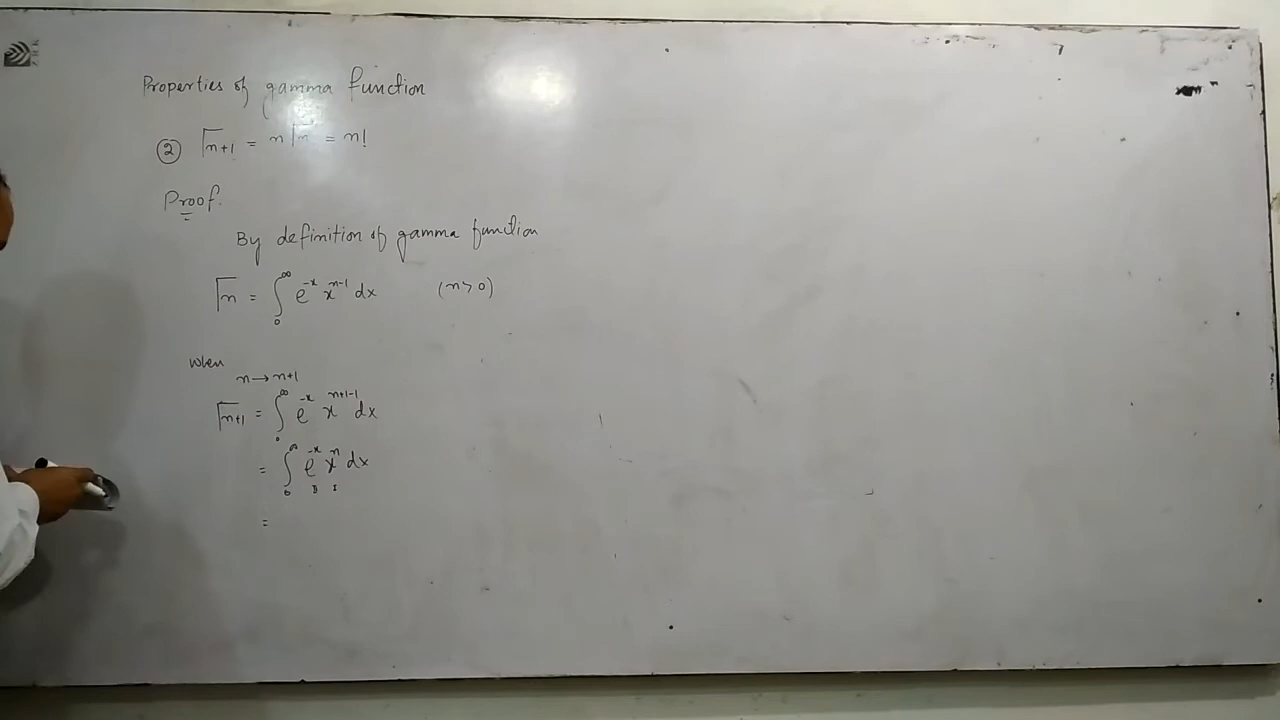 Properties of gamma function
② Γn+1 = nΓn = n!
Proof.
By definition of gamma function
Γn = ∫₀^∞ e^-x x^n-1 dx (n>0)
when
n→n+1
Γn+1 = ∫₀^∞ e^-x x^n+1-1 dx
= ∫₀^∞ e^-x x^n dx
II I
=